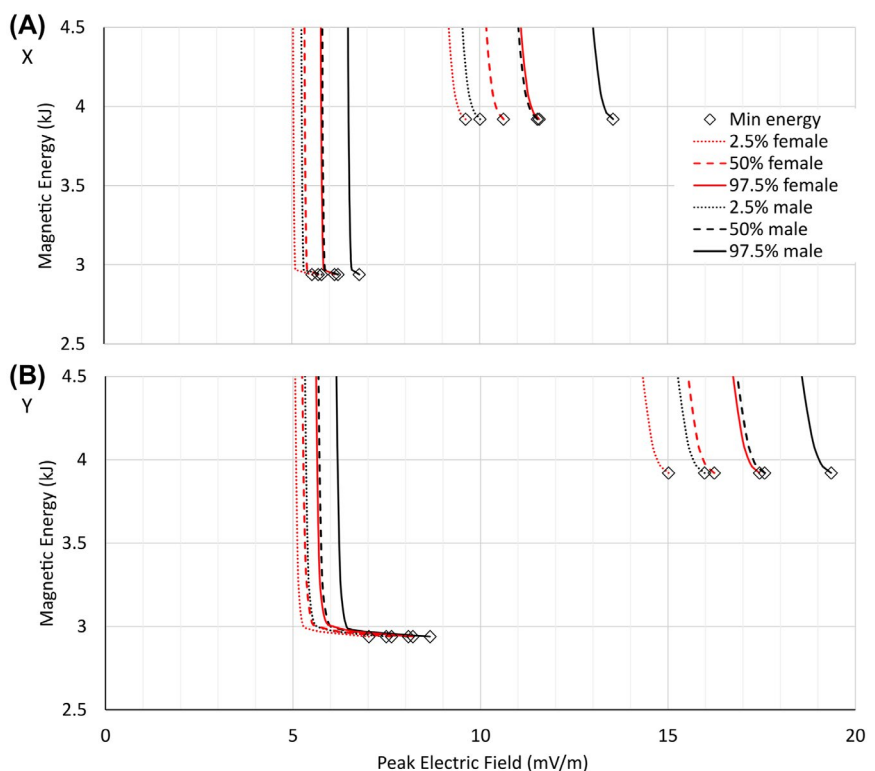 (A)
X
4.5
4
3.5
3
2.5
Magnetic Energy (kJ)
Min energy
2.5% female
50% female
97.5% female
2.5% male
50% male
97.5% male
(B)
Y
4.5
4
3.5
3
2.5
Magnetic Energy (kJ)
0 5 10 15 20
Peak Electric Field (mV/m)